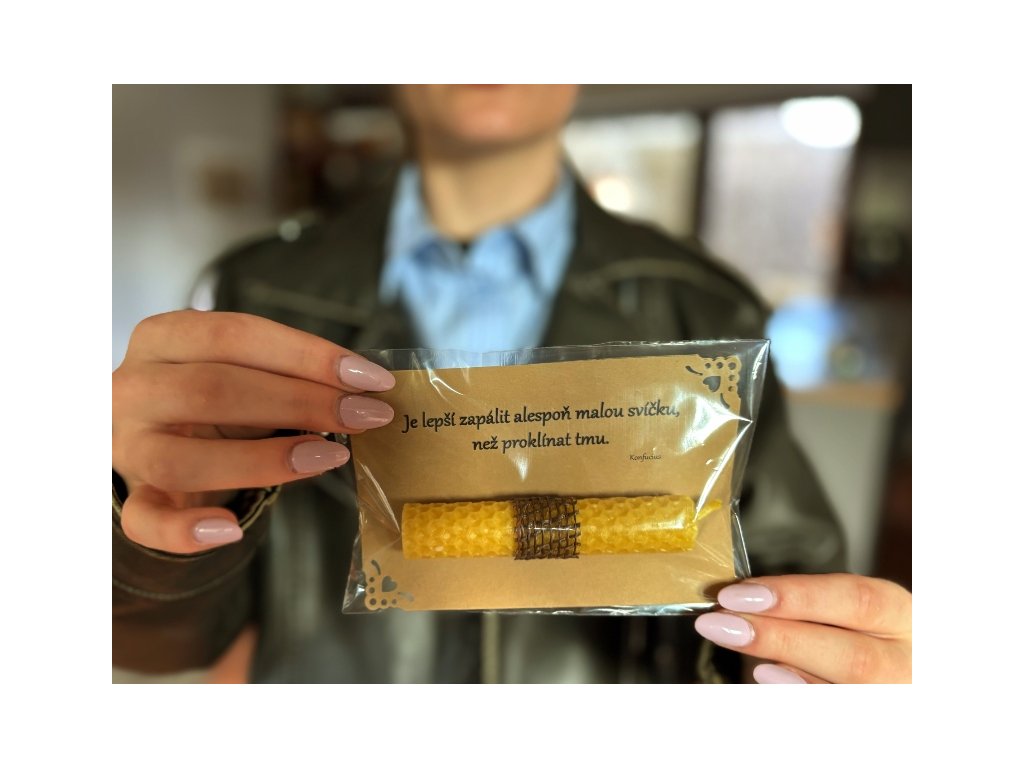 Je lepší zapálit alespoň malou svíčku,
než proklínat tmu.
Konfucius